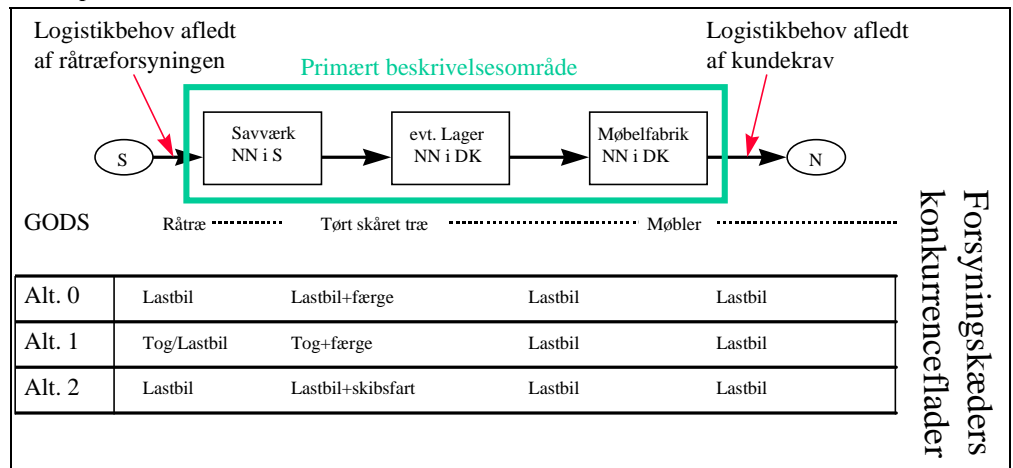 Logistikbehov afledt
af råtræforsyningen
Logistikbehov afledt
af kundekrav
Primært beskrivelsesområde
S
Savværk
NN i S
evt. Lager
NN i DK
Møbelfabrik
NN i DK
N
GODS Råtræ Tørt skåret træ Møbler
Alt. 0 Lastbil Lastbil+færge Lastbil Lastbil
Alt. 1 Tog/Lastbil Tog+færge Lastbil Lastbil
Alt. 2 Lastbil Lastbil+skibsfart Lastbil Lastbil
Forsyningskæders
konkurrenceflader